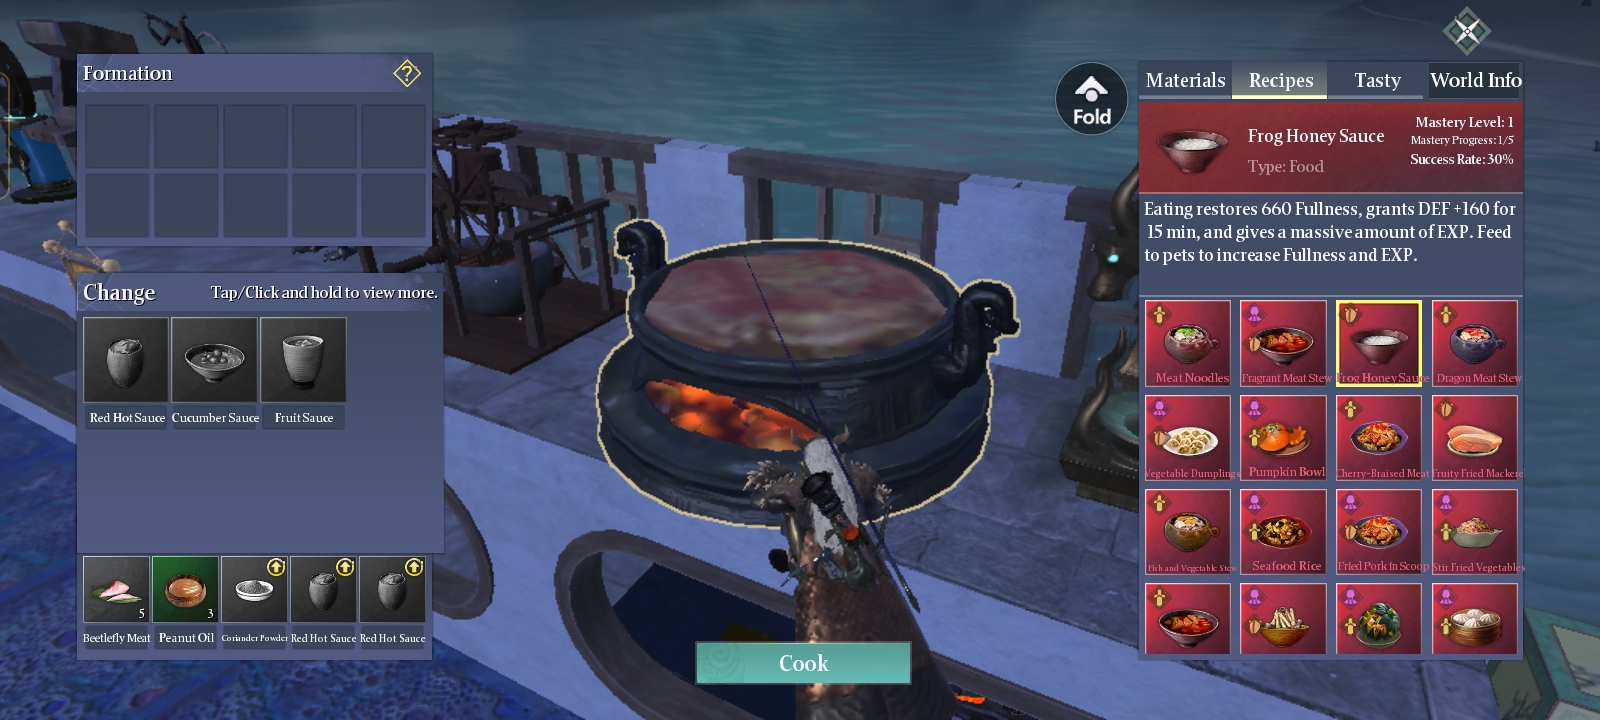 Formation
?
Change
Tap/Click and hold to view more.
Red Hot Sauce
Cucumber Sauce
Fruit Sauce
5
3
Beetlefly Meat
Peanut Oil
Coriander Powder
Red Hot Sauce
Red Hot Sauce
Cook
Fold
Materials
Recipes
Tasty
World Info
Frog Honey Sauce
Type: Food
Mastery Level: 1
Mastery Progress: 1/5
Success Rate: 30%
Eating restores 660 Fullness, grants DEF +160 for
15 min, and gives a massive amount of EXP. Feed
to pets to increase Fullness and EXP.
Meat Noodles
Fragrant Meat Stew
Frog Honey Sauce
Dragon Meat Stew
Vegetable Dumplings
Pumpkin Bowl
Cherry-Braised Meat
Fruity Fried Mackerel
Fish and Vegetable Stew
Seafood Rice
Fried Pork in Scoop
Stir Fried Vegetables